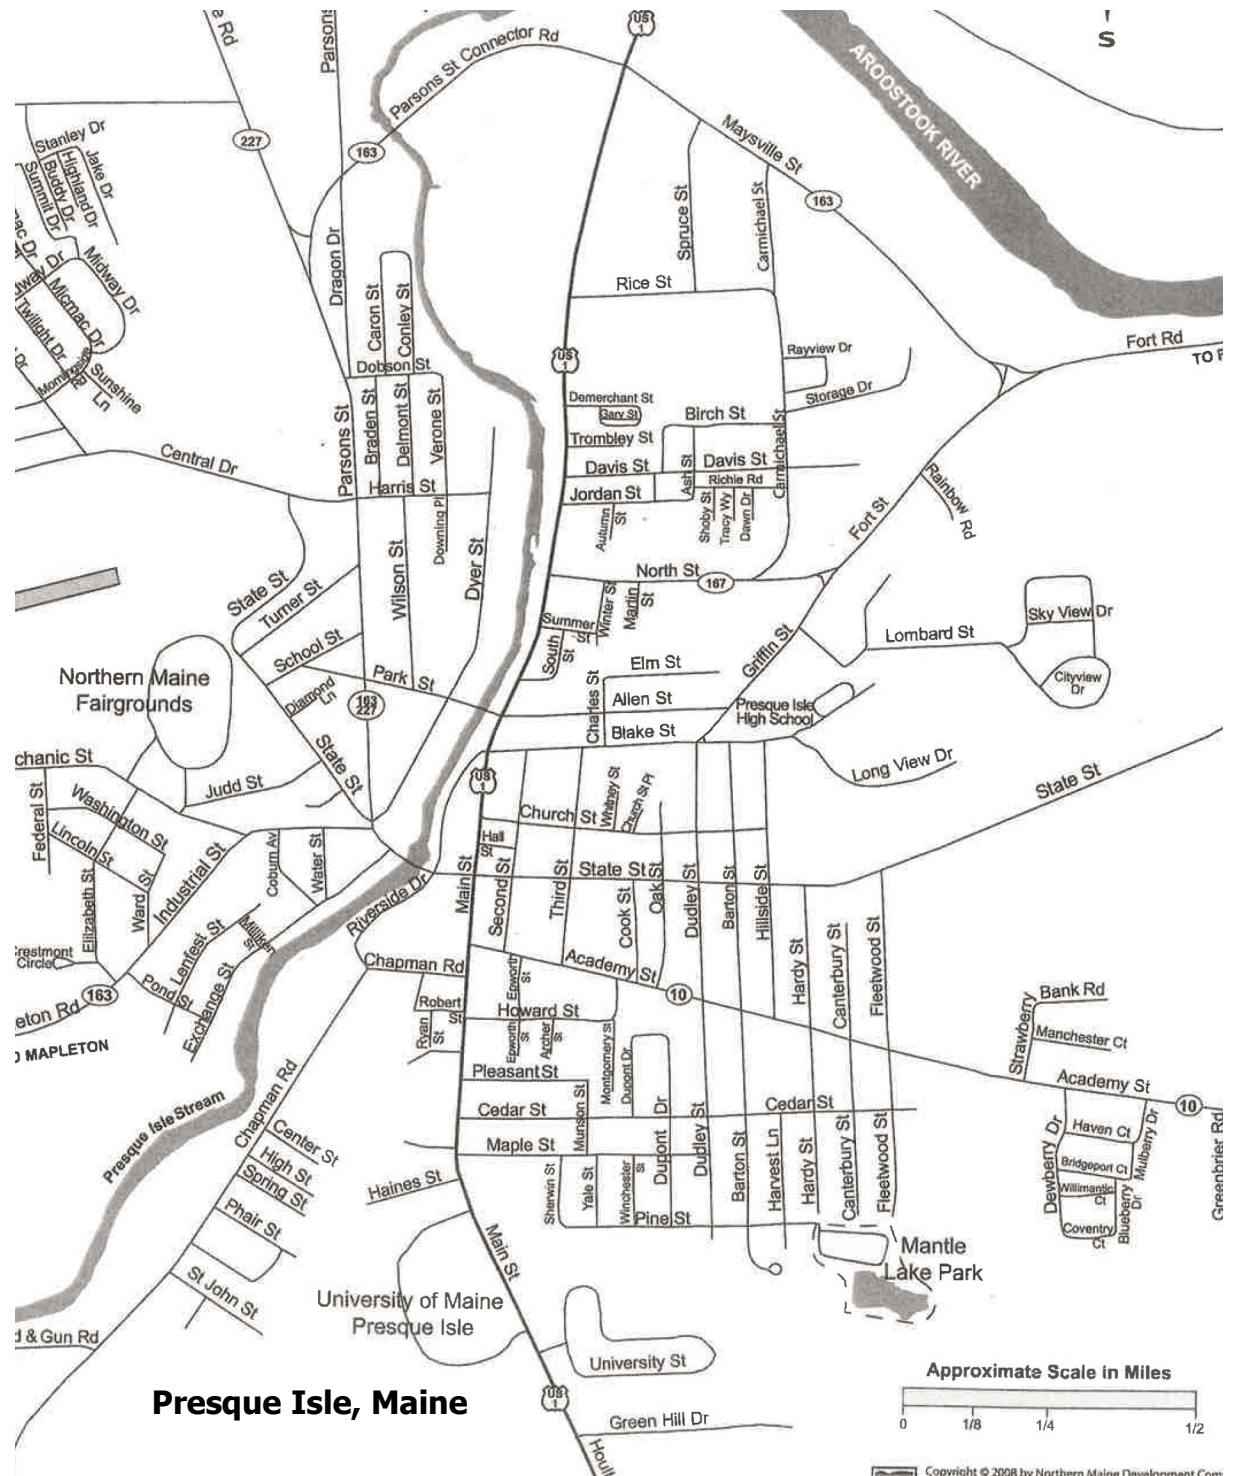 US
1
S
Parsons
Parsons St Connector Rd
AROOSTOOK RIVER
Stanley Dr
Jake Dr
Highland Dr
Buddy Dr
Summit Dr
227
163
Maysville St
163
Spruce St
Carmichael St
Midway Dr
Micmac Dr
Twilight Dr
Morningside
Rd
Sunshine
Ln
Dragon Dr
Caron St
Conley St
Rice St
Fort Rd
US
1
Rayview Dr
Storage Dr
Dobson St
Demerchant St
Gary St
Birch St
Trombley St
Parsons St
Braden St
Delmont St
Verone St
Carmichael St
Central Dr
Davis St
Ash St
Davis St
Richie Rd
Harris St
Jordan St
Rainbow
Rd
Downing Pl
Autumn
St
Shoby St
Tracy Wy
Dawn Dr
Fort St
State St
Turner St
Wilson St
Dyer St
North St
167
Summer
St
Winter St
Martin
St
Sky View Dr
Lombard St
School St
South
St
Griffin St
Elm St
Northern Maine
Fairgrounds
Park St
Cityview
Dr
Diamond
Ln
163
227
Charles St
Allen St
Presque Isle
High School
Blake St
State St
chanic St
Judd St
US
1
Whitney St
Church St Pl
Long View Dr
State St
Federal St
Washington St
Church St
Lincoln St
Coburn Av
Water St
Hall
St
Elizabeth St
Ward St
Industrial St
Riverside Dr
Main St
Second St
Third St
State St
Cook St
Oak St
Dudley St
Barton St
Hillside St
Lenfest St
Milliken
St
Hardy St
Canterbury St
Fleetwood St
Crestmont
Circle
Chapman Rd
Epworth
St
Academy St
10
eton Rd
163
Pond St
Exchange St
Robert
St
Howard St
Strawberry
Bank Rd
O MAPLETON
Ryan
St
Epworth
St
Archer
St
Montgomery St
Dupont Dr
Manchester Ct
Pleasant St
Academy St
10
Presque Isle Stream
Chapman Rd
Cedar St
Munson St
Cedar St
Center St
Maple St
Haven Ct
Mulberry Dr
Greenbrier Rd
High St
Spring St
Haines St
Sherwin St
Yale St
Winchester
St
Dupont Dr
Dudley St
Barton St
Harvest Ln
Hardy St
Canterbury St
Fleetwood St
Dewberry Dr
Bridgeport Ct
Willimantic
Ct
Blueberry
Dr
Phair St
Pine St
Coventry
Ct
Main St
Mantle
Lake Park
St John St
University of Maine
Presque Isle
d & Gun Rd
University St
Approximate Scale in Miles
0 1/8 1/4 1/2
Presque Isle, Maine
US
1
Green Hill Dr
Copyright © 2008 by Northern Maine Development Com